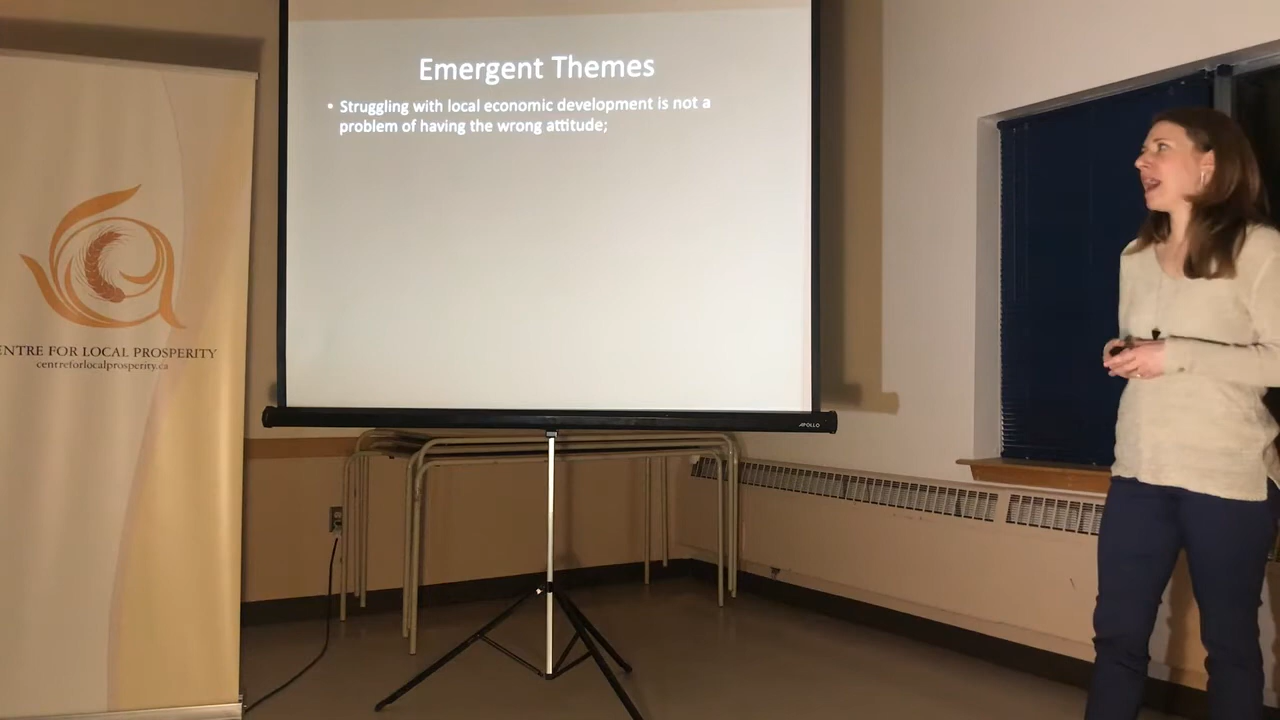 Emergent Themes
• Struggling with local economic development is not a
problem of having the wrong attitude;
ENTRE FOR LOCAL PROSPERITY
centreforlocalprosperity.ca
APOLLO